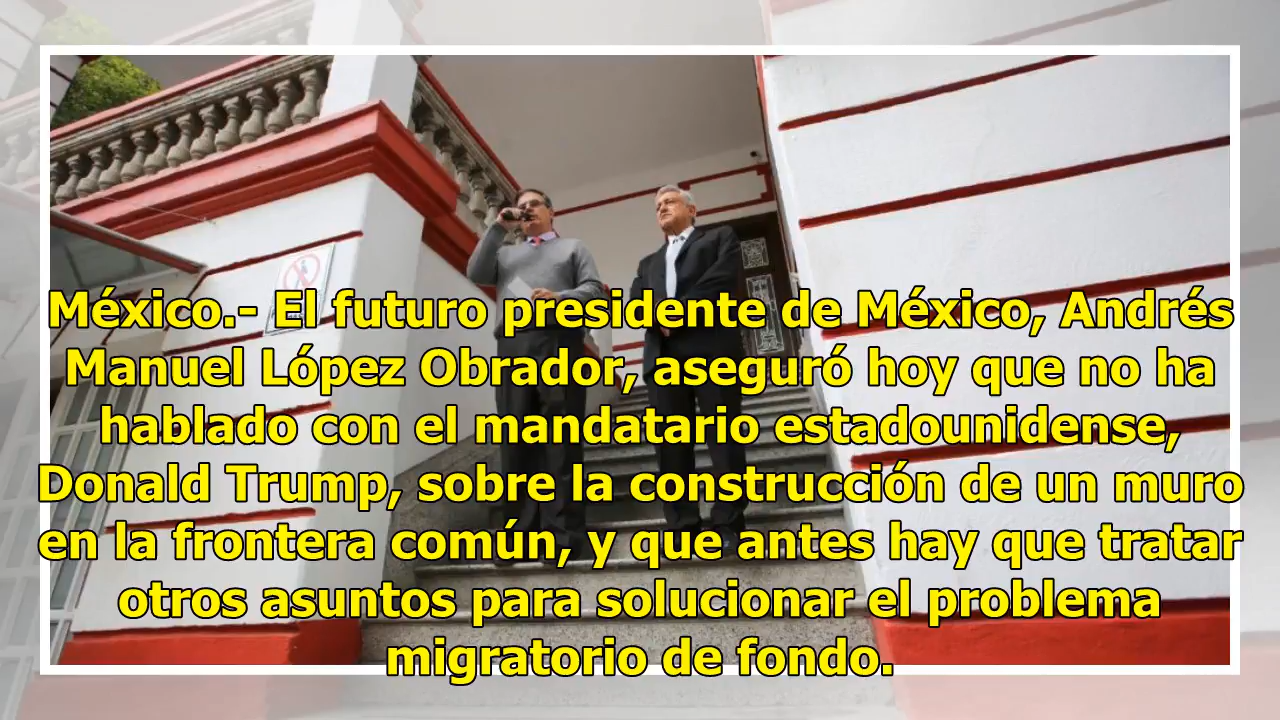 México.- El futuro presidente de México, Andrés
Manuel López Obrador, aseguró hoy que no ha
hablado con el mandatario estadounidense,
Donald Trump, sobre la construcción de un muro
en la frontera común, y que antes hay que tratar
otros asuntos para solucionar el problema
migratorio de fondo.